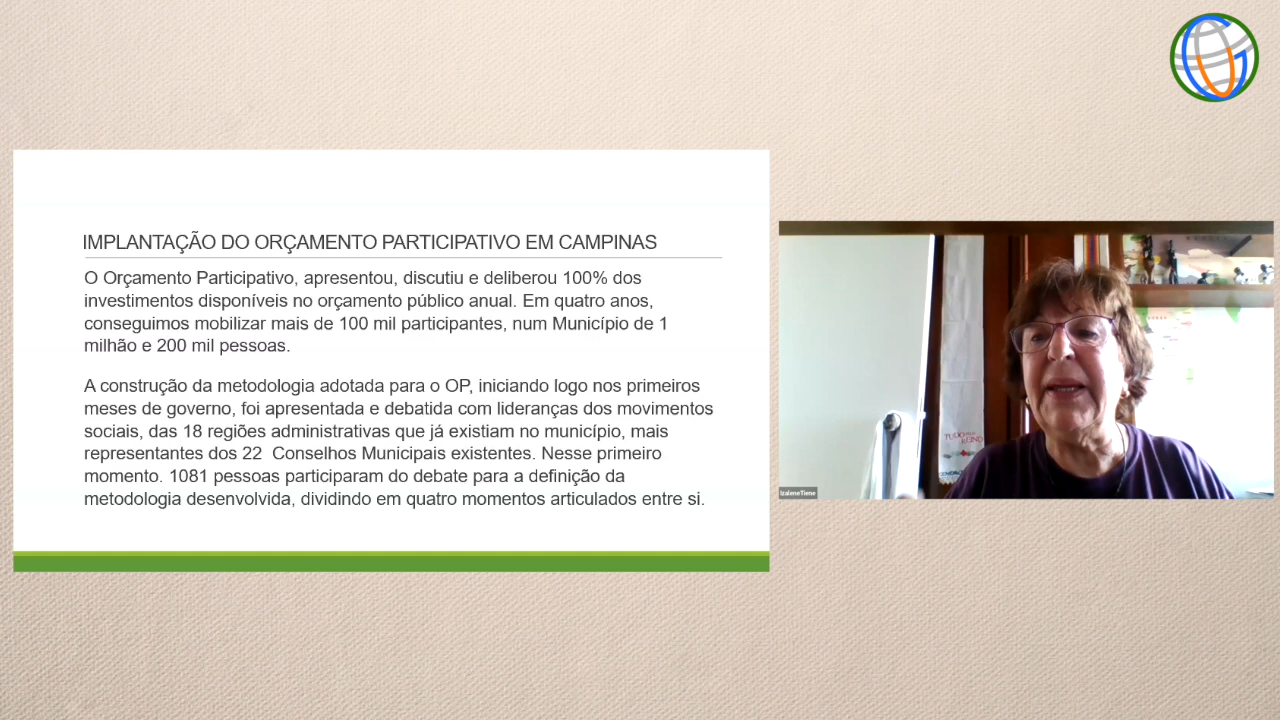 IMPLANTAÇÃO DO ORÇAMENTO PARTICIPATIVO EM CAMPINAS
O Orçamento Participativo, apresentou, discutiu e deliberou 100% dos
investimentos disponíveis no orçamento público anual. Em quatro anos,
conseguimos mobilizar mais de 100 mil participantes, num Município de 1
milhão e 200 mil pessoas.
A construção da metodologia adotada para o OP, iniciando logo nos primeiros
meses de governo, foi apresentada e debatida com lideranças dos movimentos
sociais, das 18 regiões administrativas que já existiam no município, mais
representantes dos 22 Conselhos Municipais existentes. Nesse primeiro
momento. 1081 pessoas participaram do debate para a definição da
metodologia desenvolvida, dividindo em quatro momentos articulados entre si.
IzaleneTiene